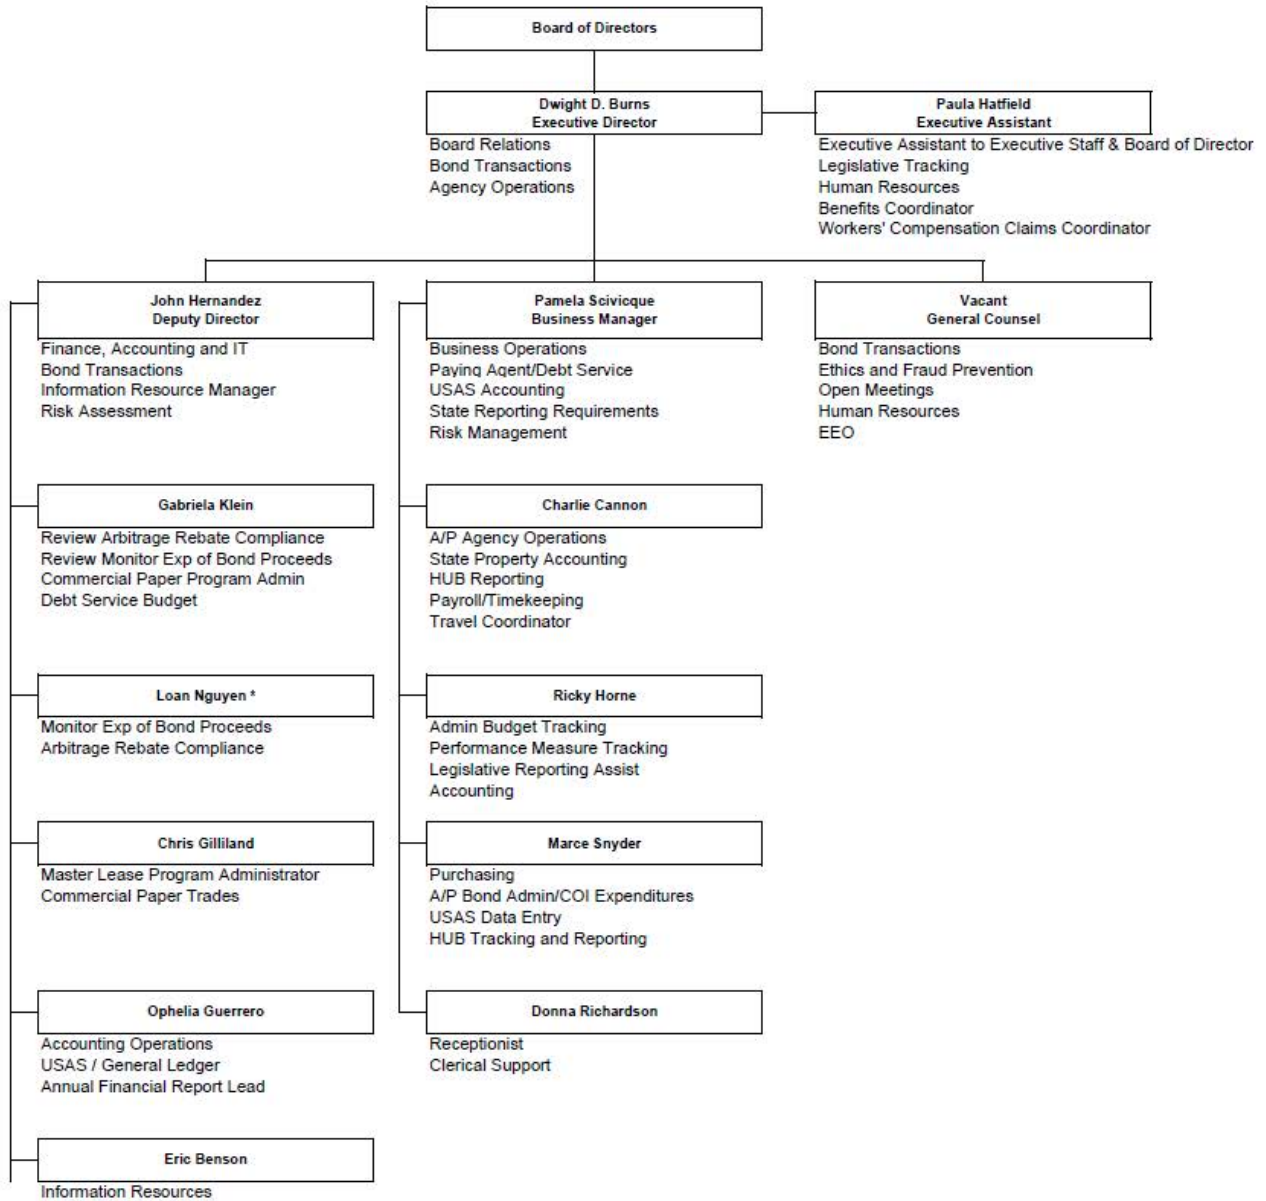 Board of Directors
Dwight D. Burns
Executive Director
Board Relations
Bond Transactions
Agency Operations
Paula Hatfield
Executive Assistant
Executive Assistant to Executive Staff & Board of Director
Legislative Tracking
Human Resources
Benefits Coordinator
Workers' Compensation Claims Coordinator
John Hernandez
Deputy Director
Finance, Accounting and IT
Bond Transactions
Information Resource Manager
Risk Assessment
Pamela Scivicque
Business Manager
Business Operations
Paying Agent/Debt Service
USAS Accounting
State Reporting Requirements
Risk Management
Vacant
General Counsel
Bond Transactions
Ethics and Fraud Prevention
Open Meetings
Human Resources
EEO
Gabriela Klein
Review Arbitrage Rebate Compliance
Review Monitor Exp of Bond Proceeds
Commercial Paper Program Admin
Debt Service Budget
Charlie Cannon
A/P Agency Operations
State Property Accounting
HUB Reporting
Payroll/Timekeeping
Travel Coordinator
Loan Nguyen *
Monitor Exp of Bond Proceeds
Arbitrage Rebate Compliance
Ricky Horne
Admin Budget Tracking
Performance Measure Tracking
Legislative Reporting Assist
Accounting
Chris Gilliland
Master Lease Program Administrator
Commercial Paper Trades
Marce Snyder
Purchasing
A/P Bond Admin/COI Expenditures
USAS Data Entry
HUB Tracking and Reporting
Ophelia Guerrero
Accounting Operations
USAS / General Ledger
Annual Financial Report Lead
Donna Richardson
Receptionist
Clerical Support
Eric Benson
Information Resources